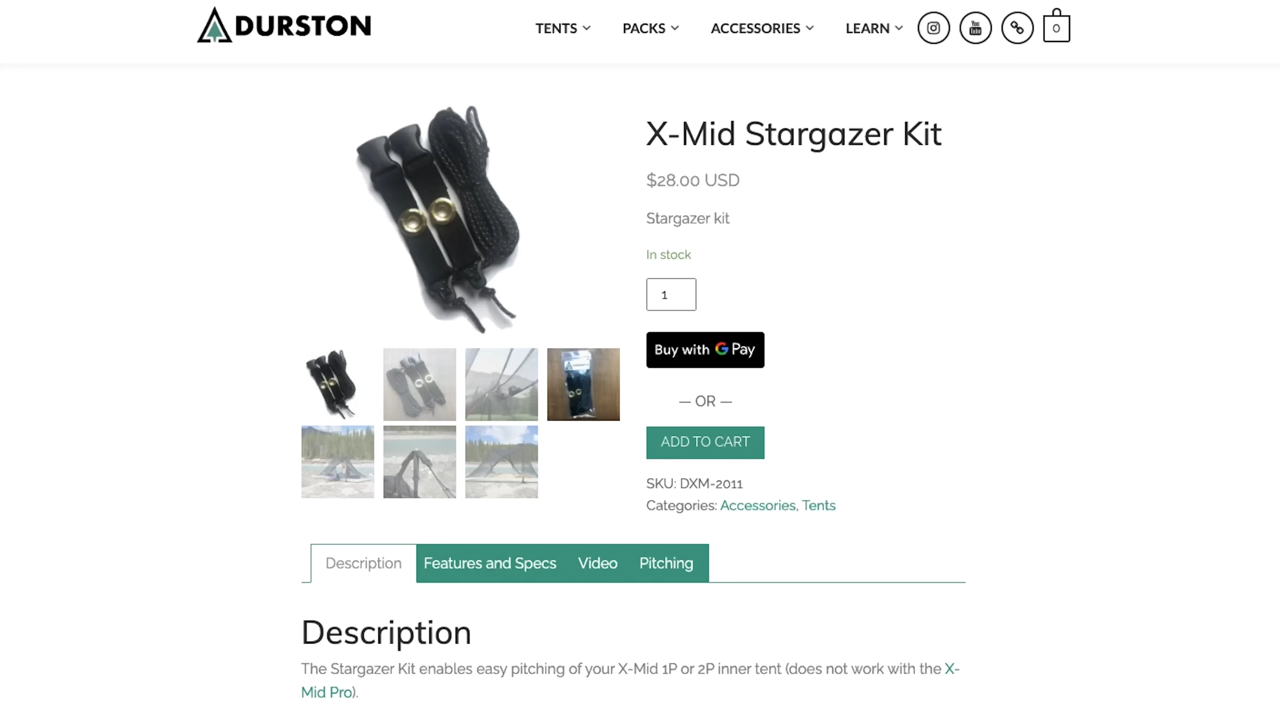 DURSTON
TENTS PACKS ACCESSORIES LEARN 0
X-Mid Stargazer Kit
$28.00 USD
Stargazer kit
In stock
1
Buy with G Pay
— OR —
ADD TO CART
SKU: DXM-2011
Categories: Accessories, Tents
Description Features and Specs Video Pitching
Description
The Stargazer Kit enables easy pitching of your X-Mid 1P or 2P inner tent (does not work with the X-
Mid Pro).